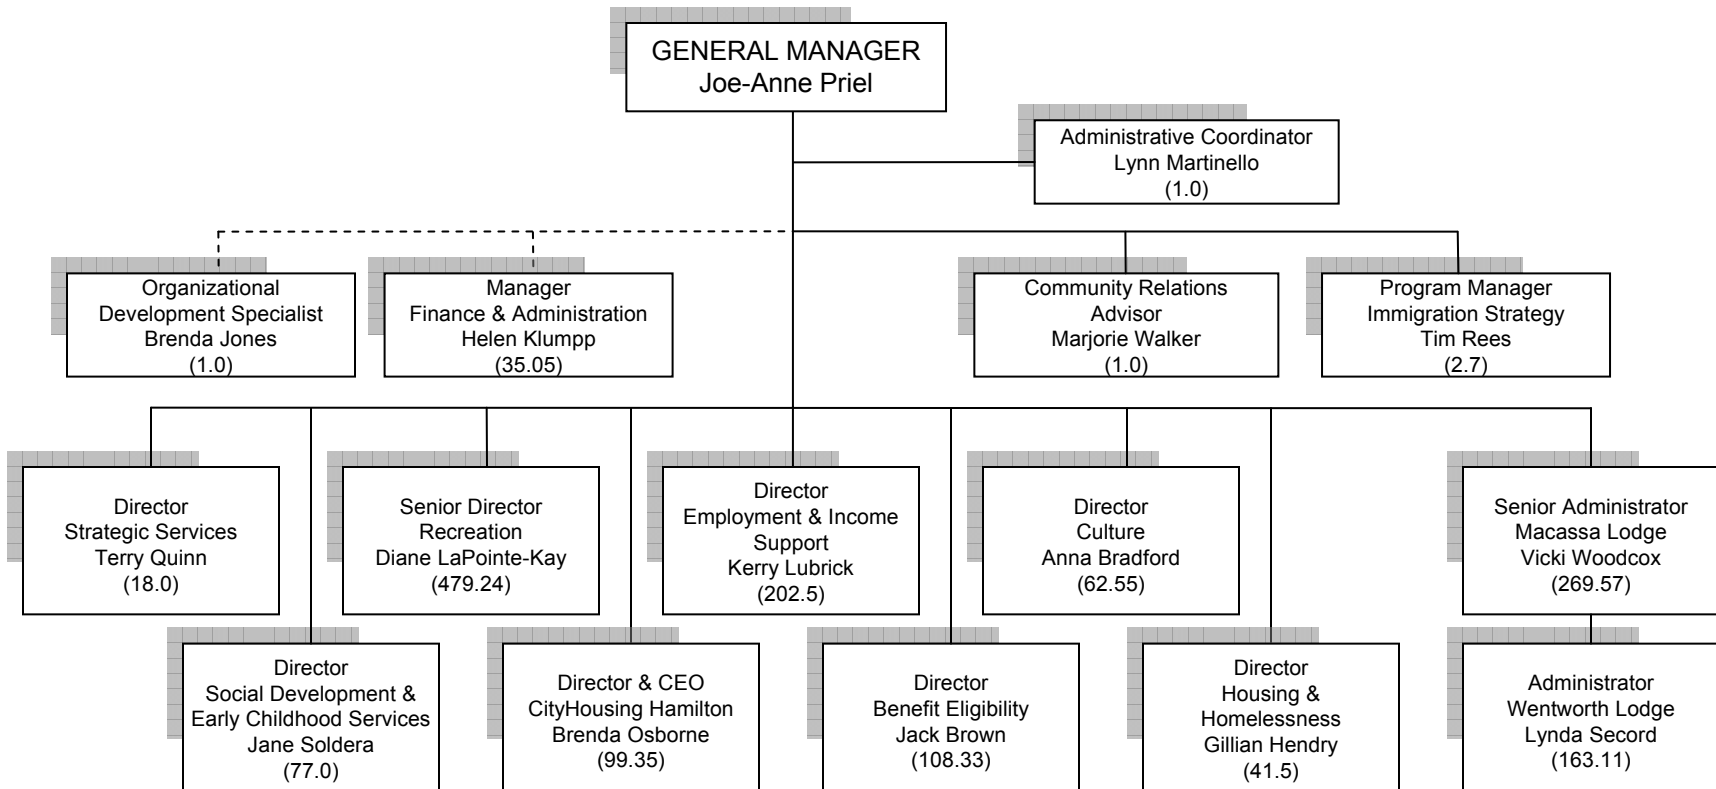 GENERAL MANAGER
Joe-Anne Priel
Administrative Coordinator
Lynn Martinello
(1.0)
Organizational
Development Specialist
Brenda Jones
(1.0)
Manager
Finance & Administration
Helen Klumpp
(35.05)
Community Relations
Advisor
Marjorie Walker
(1.0)
Program Manager
Immigration Strategy
Tim Rees
(2.7)
Director
Strategic Services
Terry Quinn
(18.0)
Senior Director
Recreation
Diane LaPointe-Kay
(479.24)
Director
Employment & Income
Support
Kerry Lubrick
(202.5)
Director
Culture
Anna Bradford
(62.55)
Senior Administrator
Macassa Lodge
Vicki Woodcox
(269.57)
Director
Social Development &
Early Childhood Services
Jane Soldera
(77.0)
Director & CEO
CityHousing Hamilton
Brenda Osborne
(99.35)
Director
Benefit Eligibility
Jack Brown
(108.33)
Director
Housing &
Homelessness
Gillian Hendry
(41.5)
Administrator
Wentworth Lodge
Lynda Secord
(163.11)